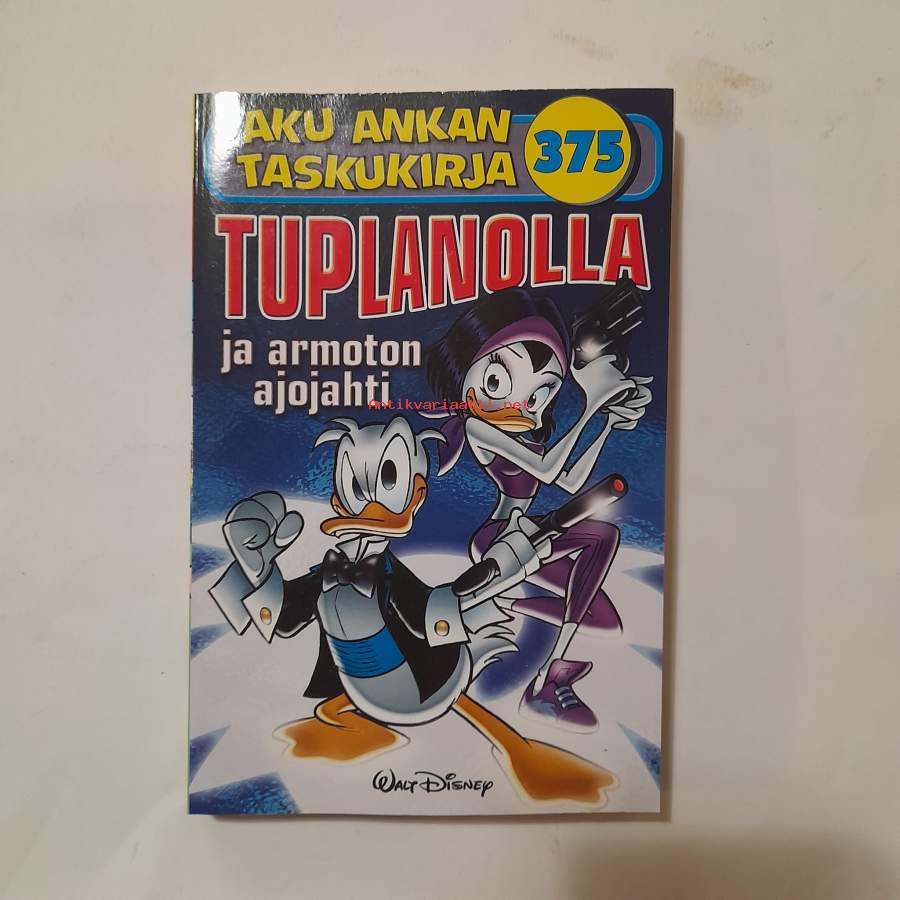 AKU ANKAN
TASKUKIRJA
375
TUPLANOLLA
ja armoton
ajojahti
Antikvariaatti.net
WALT DISNEY